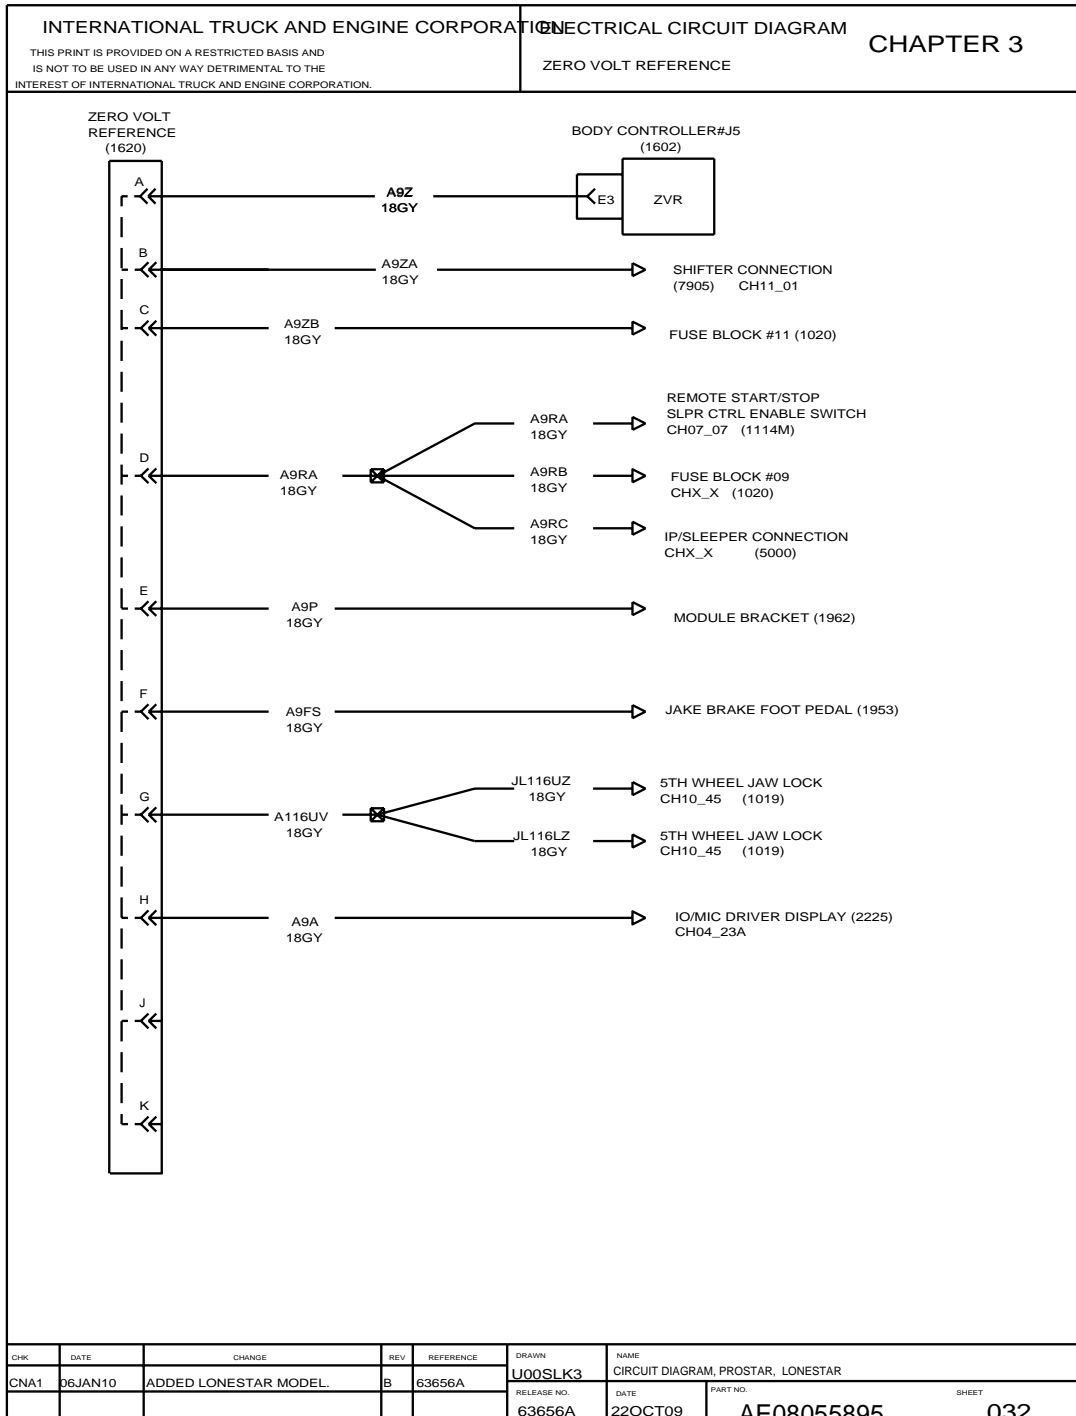 INTERNATIONAL TRUCK AND ENGINE CORPORATION
THIS PRINT IS PROVIDED ON A RESTRICTED BASIS AND
IS NOT TO BE USED IN ANY WAY DETRIMENTAL TO THE
INTEREST OF INTERNATIONAL TRUCK AND ENGINE CORPORATION.
ELECTRICAL CIRCUIT DIAGRAM
ZERO VOLT REFERENCE
CHAPTER 3
ZERO VOLT
REFERENCE
(1620)
BODY CONTROLLER#J5
(1602)
A
A9Z
18GY
E3
ZVR
B
A9ZA
18GY
SHIFTER CONNECTION
(7905) CH11_01
C
A9ZB
18GY
FUSE BLOCK #11 (1020)
D
A9RA
18GY
A9RA
18GY
REMOTE START/STOP
SLPR CTRL ENABLE SWITCH
CH07_07 (1114M)
A9RB
18GY
FUSE BLOCK #09
CHX_X (1020)
A9RC
18GY
IP/SLEEPER CONNECTION
CHX_X (5000)
E
A9P
18GY
MODULE BRACKET (1962)
F
A9FS
18GY
JAKE BRAKE FOOT PEDAL (1953)
G
A116UV
18GY
JL116UZ
18GY
5TH WHEEL JAW LOCK
CH10_45 (1019)
JL116LZ
18GY
5TH WHEEL JAW LOCK
CH10_45 (1019)
H
A9A
18GY
IO/MIC DRIVER DISPLAY (2225)
CH04_23A
J
K
CHK DATE CHANGE REV REFERENCE
CNA1 06JAN10 ADDED LONESTAR MODEL. B 63656A
DRAWN
U00SLK3
NAME
CIRCUIT DIAGRAM, PROSTAR, LONESTAR
RELEASE NO.
63656A
DATE
22OCT09
PART NO.
AE08055895
SHEET
032